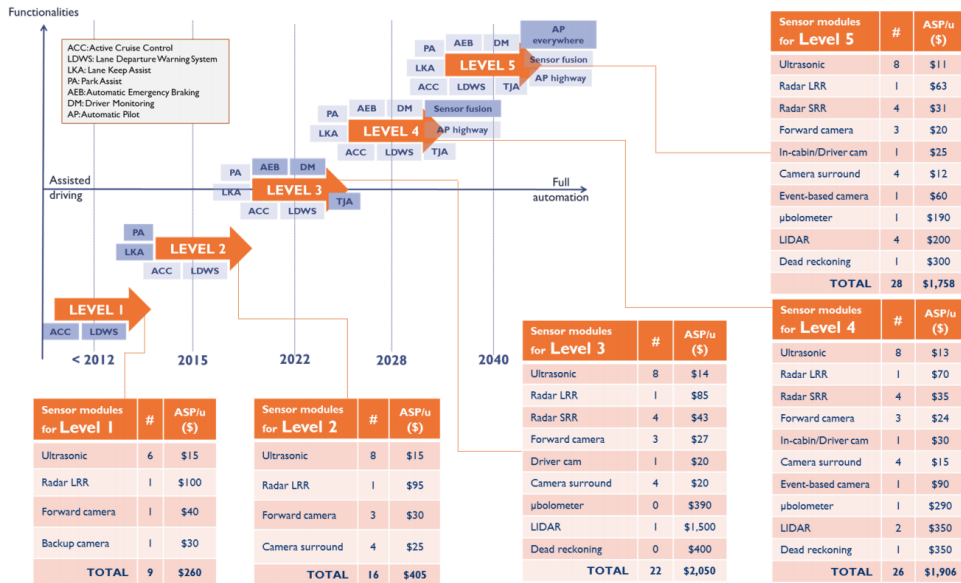 Functionalities
ACC: Active Cruise Control
LDWS: Lane Departure Warning System
LKA: Lane Keep Assist
PA: Park Assist
AEB: Automatic Emergency Braking
DM: Driver Monitoring
AP: Automatic Pilot
PA AEB DM AP everywhere
LKA LEVEL 5 Sensor fusion
ACC LDWS TJA AP highway
PA AEB DM Sensor fusion
LKA LEVEL 4 AP highway
ACC LDWS TJA
PA AEB DM
LKA LEVEL 3 TJA
ACC LDWS
Assisted driving
Full automation
PA
LKA LEVEL 2
ACC LDWS
LEVEL 1
ACC LDWS
< 2012 2015 2022 2028 2040
Sensor modules for Level 1 # ASP/u ($)
Ultrasonic 6 $15
Radar LRR 1 $100
Forward camera 1 $40
Backup camera 1 $30
TOTAL 9 $260
Sensor modules for Level 2 # ASP/u ($)
Ultrasonic 8 $15
Radar LRR 1 $95
Forward camera 3 $30
Camera surround 4 $25
TOTAL 16 $405
Sensor modules for Level 3 # ASP/u ($)
Ultrasonic 8 $14
Radar LRR 1 $85
Radar SRR 4 $43
Forward camera 3 $27
Driver cam 1 $20
Camera surround 4 $20
μbolometer 0 $390
LIDAR 1 $1,500
Dead reckoning 0 $400
TOTAL 22 $2,050
Sensor modules for Level 5 # ASP/u ($)
Ultrasonic 8 $11
Radar LRR 1 $63
Radar SRR 4 $31
Forward camera 3 $20
In-cabin/Driver cam 1 $25
Camera surround 4 $12
Event-based camera 1 $60
μbolometer 1 $190
LIDAR 4 $200
Dead reckoning 1 $300
TOTAL 28 $1,758
Sensor modules for Level 4 # ASP/u ($)
Ultrasonic 8 $13
Radar LRR 1 $70
Radar SRR 4 $35
Forward camera 3 $24
In-cabin/Driver cam 1 $30
Camera surround 4 $15
Event-based camera 1 $90
μbolometer 1 $290
LIDAR 2 $350
Dead reckoning 1 $350
TOTAL 26 $1,906